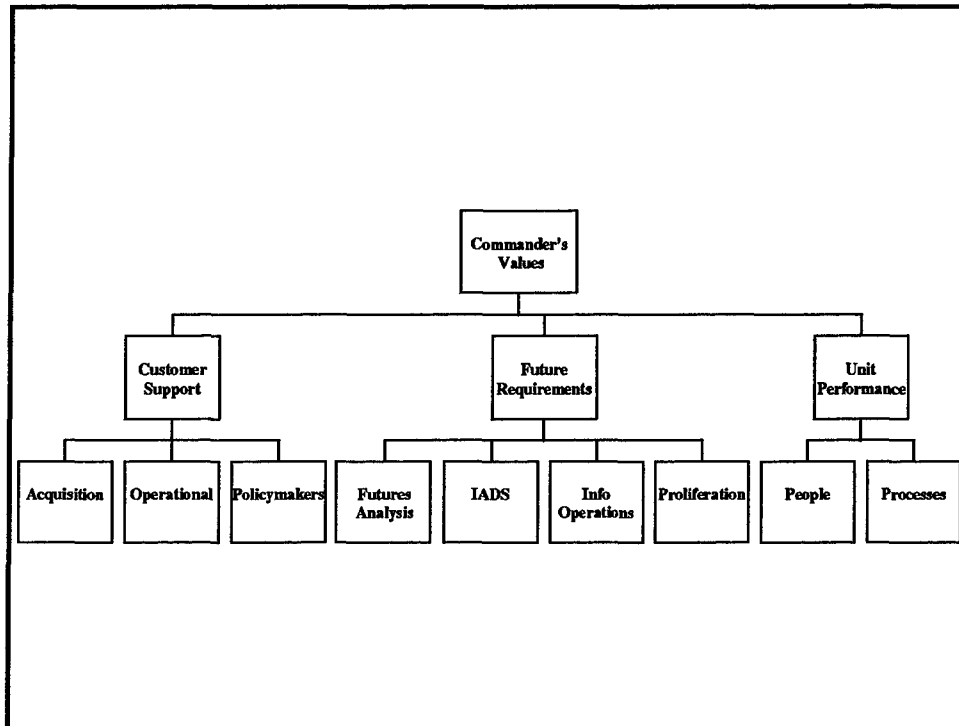 Commander's
Values
Customer
Support
Future
Requirements
Unit
Performance
Acquisition
Operational
Policymakers
Futures
Analysis
IADS
Info
Operations
Proliferation
People
Processes